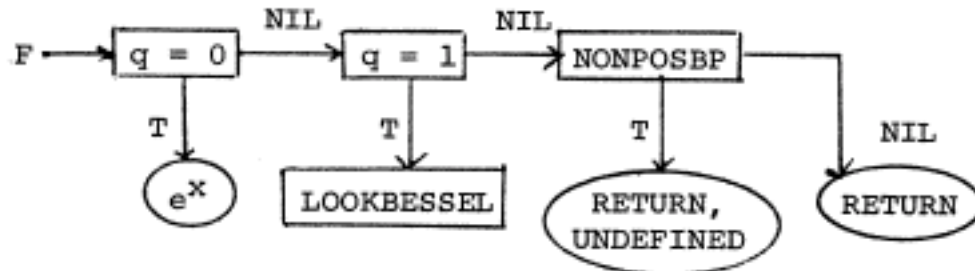 NIL
NIL
F
q = 0
q = 1
NONPOSBP
T
T
T
NIL
e^x
LOOKBESSEL
RETURN,
UNDEFINED
RETURN